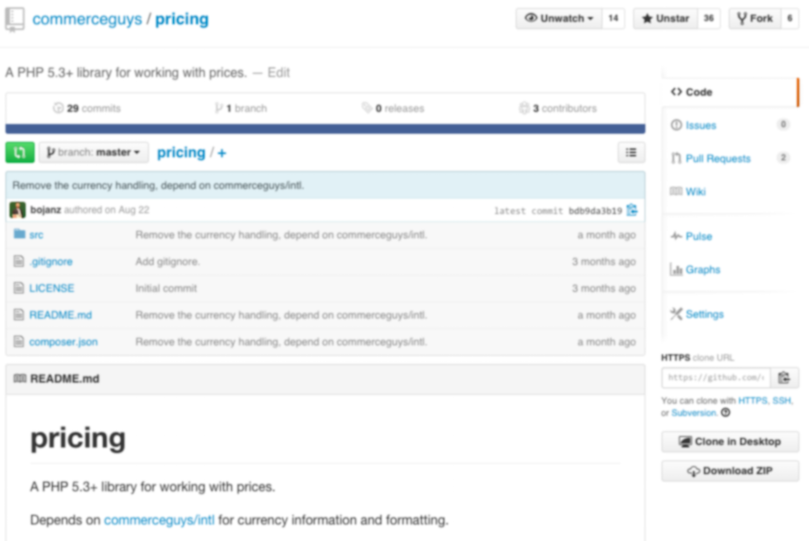 commerceguys / pricing
Unwatch 14 Unstar 36 Fork 6
A PHP 5.3+ library for working with prices. — Edit
29 commits 1 branch 0 releases 3 contributors
branch: master pricing / +
Remove the currency handling, depend on commerceguys/intl.
bojanz authored on Aug 22 latest commit bdb9da3b19
src Remove the currency handling, depend on commerceguys/intl. a month ago
.gitignore Add gitignore. 3 months ago
LICENSE Initial commit 3 months ago
README.md Remove the currency handling, depend on commerceguys/intl. a month ago
composer.json Remove the currency handling, depend on commerceguys/intl. a month ago
README.md
pricing
A PHP 5.3+ library for working with prices.
Depends on commerceguys/intl for currency information and formatting.
Code
Issues 0
Pull Requests 2
Wiki
Pulse
Graphs
Settings
HTTPS clone URL
https://github.com/
You can clone with HTTPS, SSH,
or Subversion.
Clone in Desktop
Download ZIP